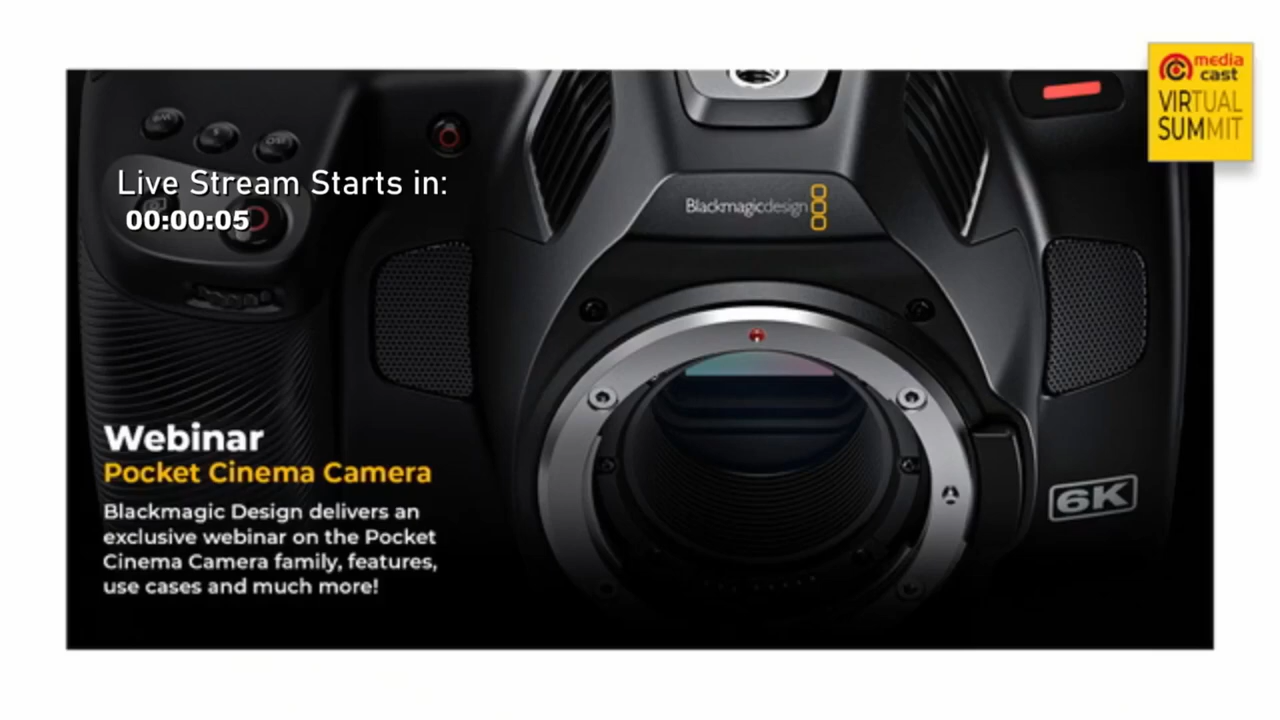 media
cast
VIRTUAL
SUMMIT
Live Stream Starts in:
00:00:05
Blackmagicdesign
Webinar
Pocket Cinema Camera
Blackmagic Design delivers an
exclusive webinar on the Pocket
Cinema Camera family, features,
use cases and much more!
6K